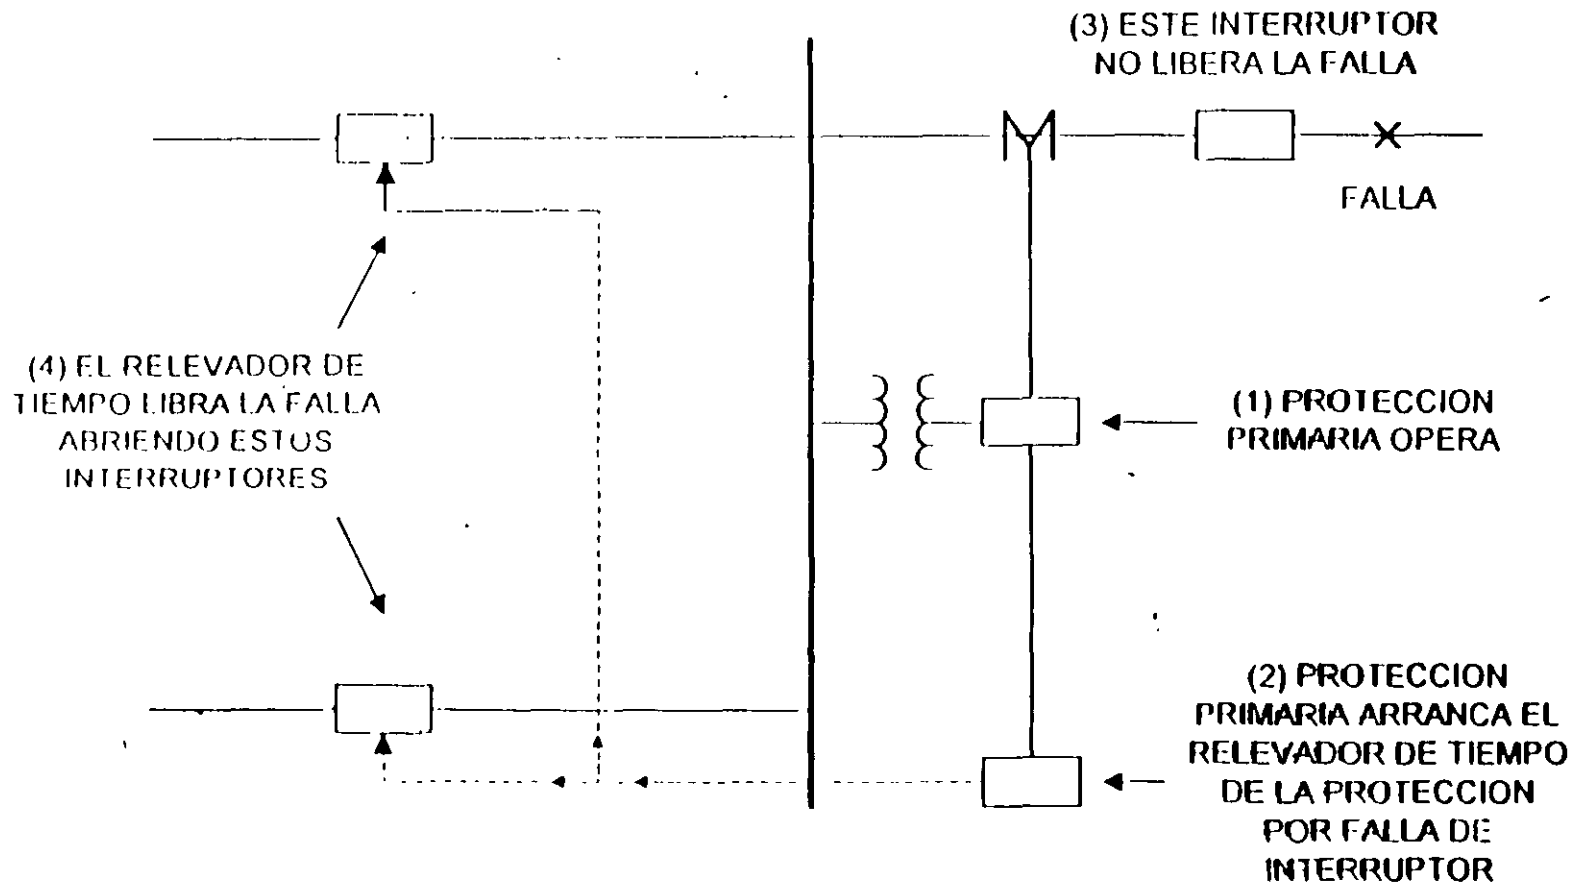 (3) ESTE INTERRUPTOR
NO LIBERA LA FALLA
FALLA
(4) EL RELEVADOR DE
TIEMPO LIBRA LA FALLA
ABRIENDO ESTOS
INTERRUPTORES
(1) PROTECCION
PRIMARIA OPERA
(2) PROTECCION
PRIMARIA ARRANCA EL
RELEVADOR DE TIEMPO
DE LA PROTECCION
POR FALLA DE
INTERRUPTOR